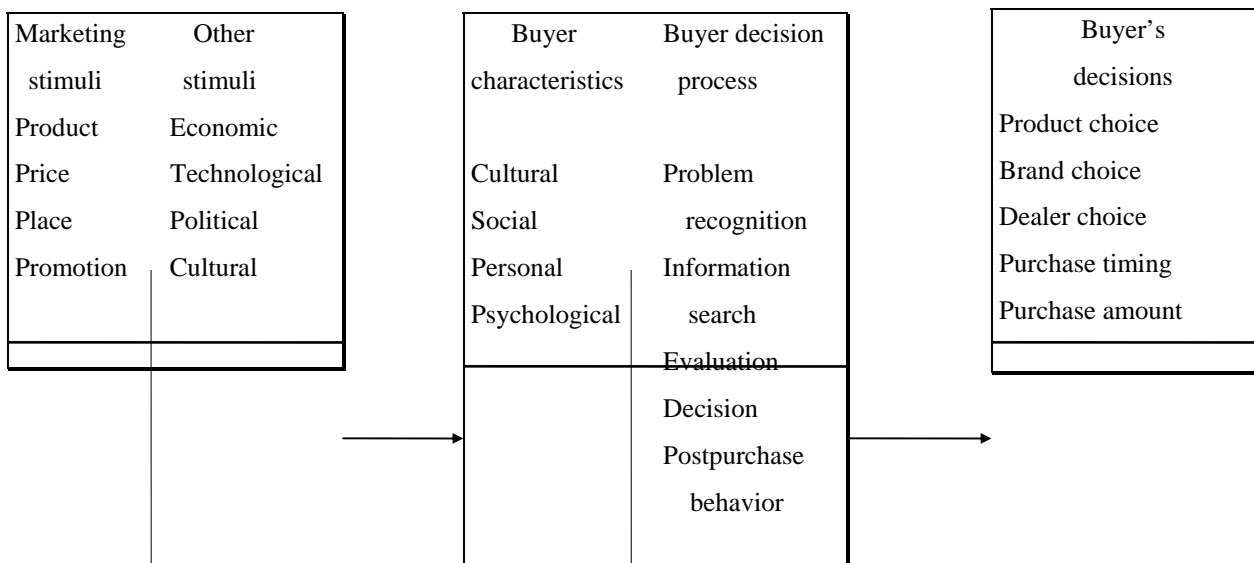 Marketing
stimuli
Product
Price
Place
Promotion
Other
stimuli
Economic
Technological
Political
Cultural
Buyer
characteristics
Cultural
Social
Personal
Psychological
Buyer decision
process
Problem
recognition
Information
search
Evaluation
Decision
Postpurchase
behavior
Buyer’s
decisions
Product choice
Brand choice
Dealer choice
Purchase timing
Purchase amount